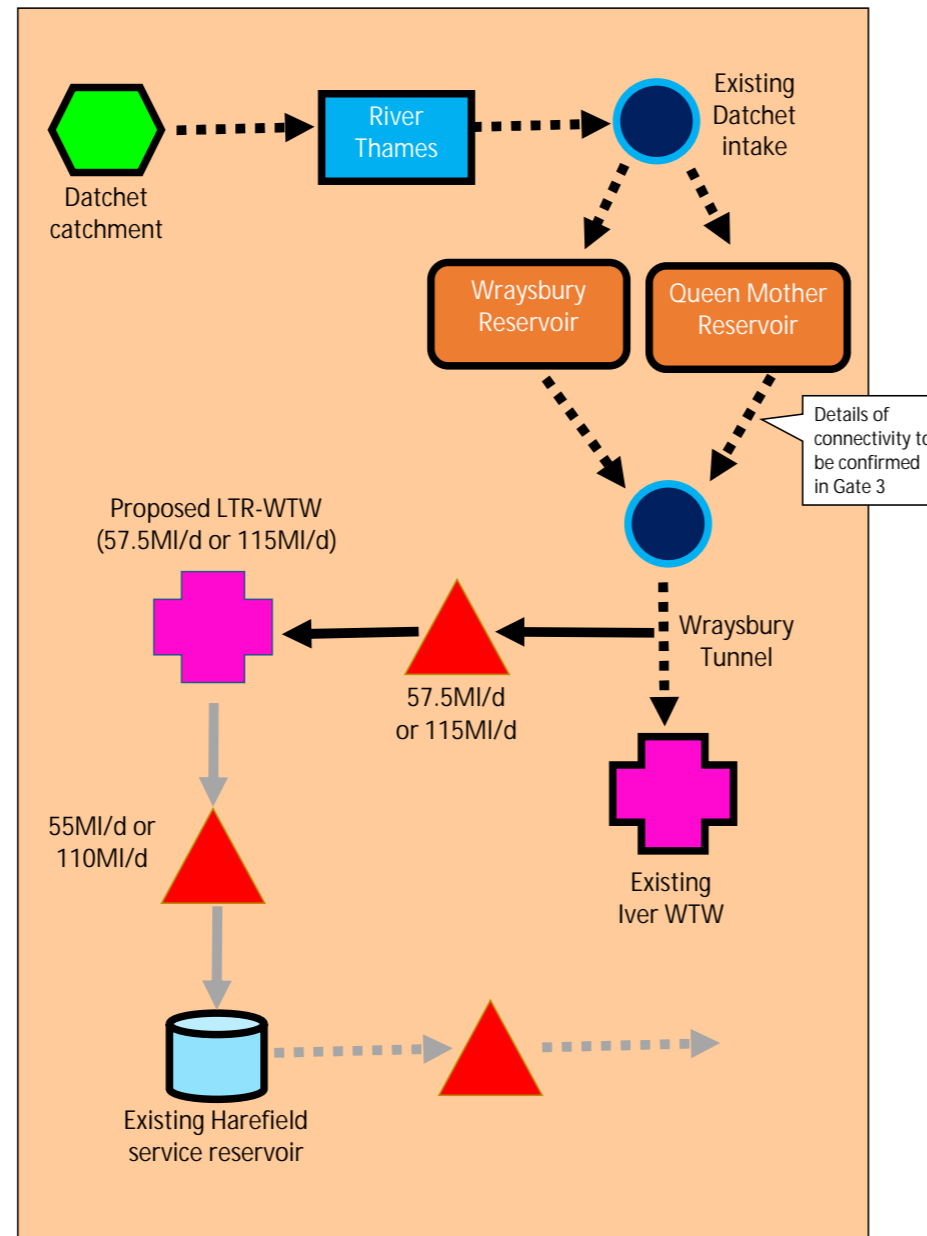 Existing
Datchet
intake
River
Thames
Datchet
catchment
Wraysbury
Reservoir
Queen Mother
Reservoir
Details of
connectivity to
be confirmed
in Gate 3
Proposed LTR-WTW
(57.5Ml/d or 115Ml/d)
Wraysbury
Tunnel
57.5Ml/d
or 115Ml/d
55Ml/d or
110Ml/d
Existing
Iver WTW
Existing Harefield
service reservoir